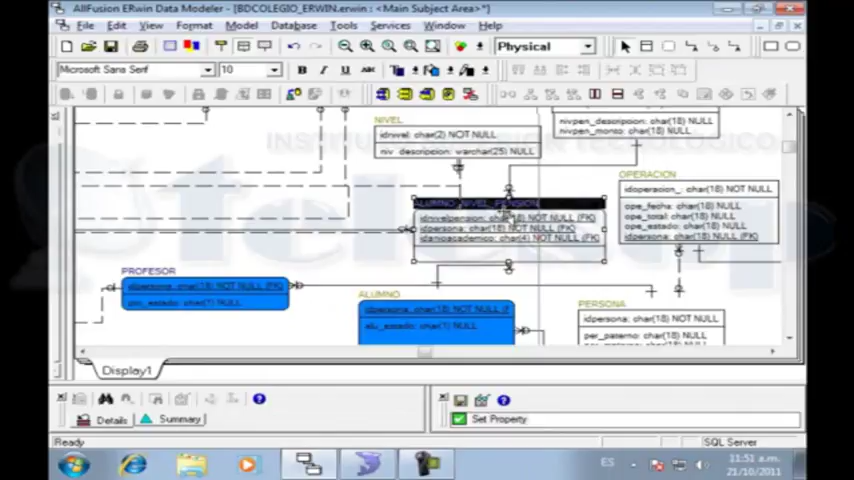 AllFusion ERwin Data Modeler - [BDCOLEGIO_ERWIN.erwin : <Main Subject Area>*]
File Edit View Format Model Database Tools Services Window Help
Physical
Microsoft Sans Serif 10 B I U ABC
NIVEL
idnivel: char(2) NOT NULL
niv_descripcion: varchar(25) NULL
nivpen_descripcion: char(18) NULL
nivpen_monto: char(18) NULL
OPERACION
idoperacion_: char(18) NOT NULL
ope_fecha: char(18) NULL
ope_total: char(18) NULL
ope_estado: char(18) NULL
idpersona: char(18) NULL (FK)
ALUMNO_NIVEL_PENSION
idnivelpension: char(18) NOT NULL (FK)
idpersona: char(18) NOT NULL (FK)
idanioacademico: char(4) NOT NULL (FK)
PROFESOR
idpersona: char(18) NOT NULL (FK)
pro_estado: char(1) NULL
ALUMNO
idpersona: char(18) NOT NULL (F
alu_estado: char(1) NULL
PERSONA
idpersona: char(18) NOT NULL
per_paterno: char(18) NULL
Display1
Details Summary
Set Property
Ready
SQL Server
ES
11:51 a.m.
21/10/2011